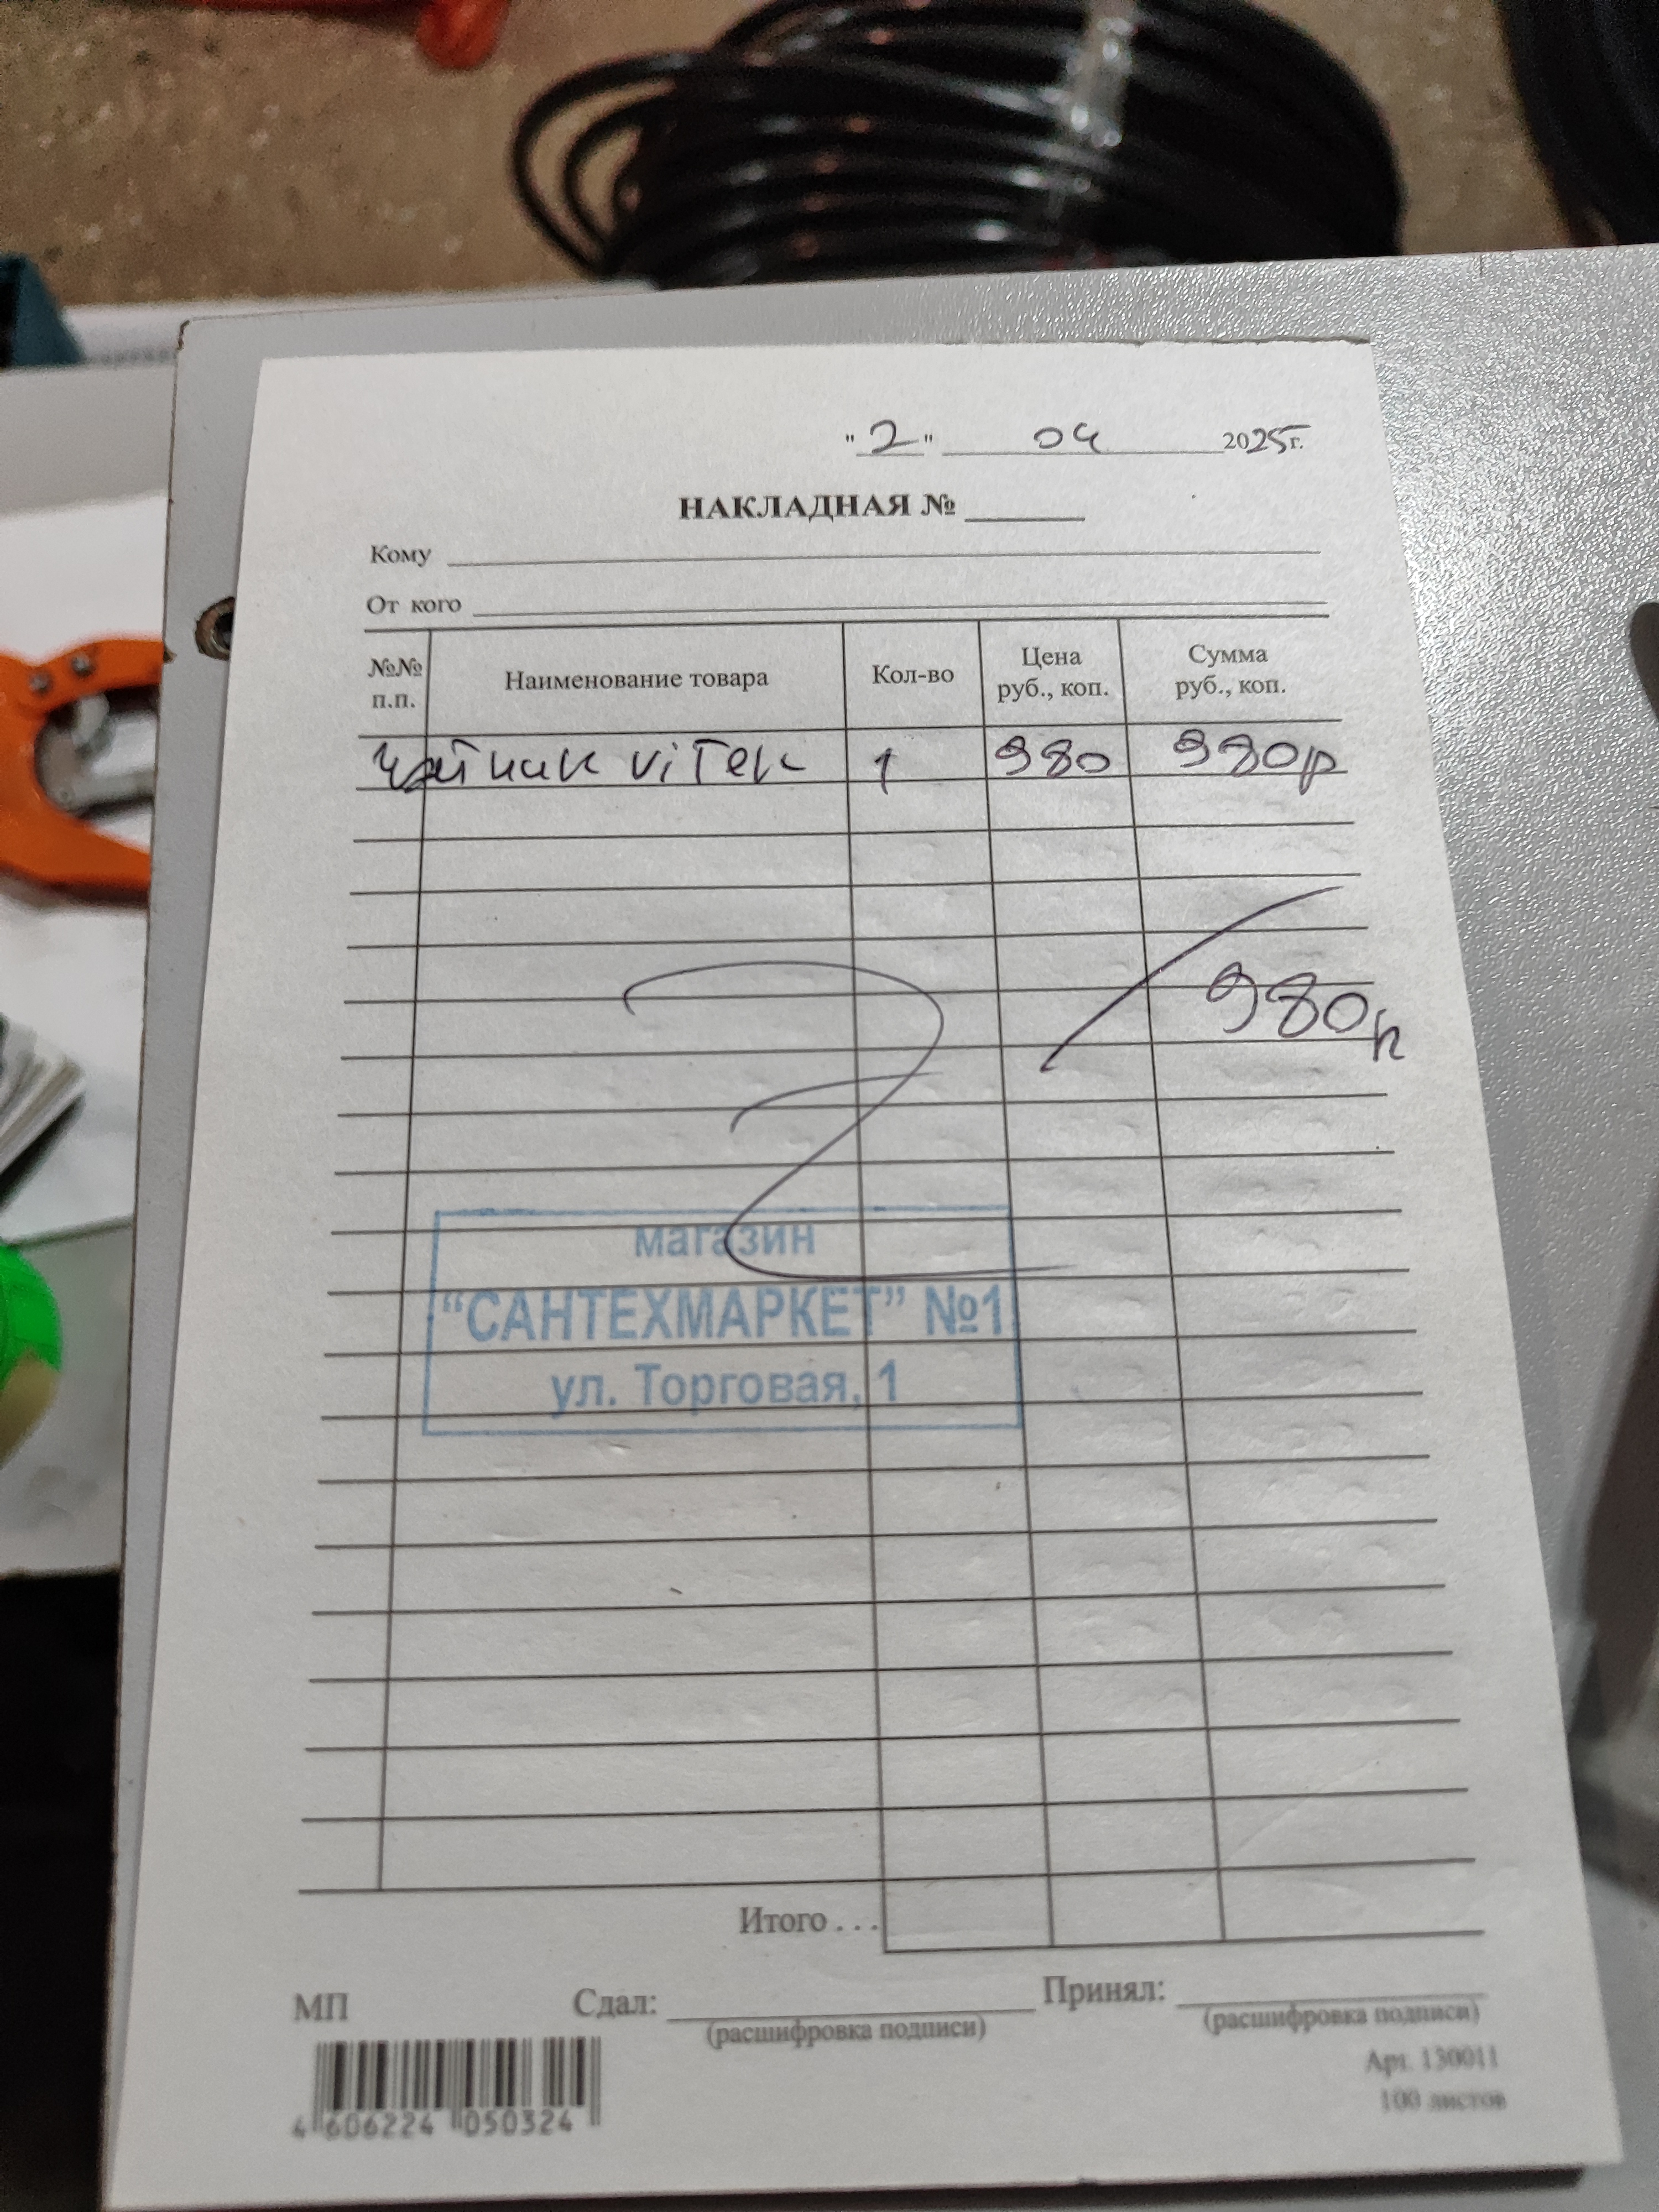 "2" 04 2025г.
НАКЛАДНАЯ №
Кому
От кого
№№ п.п. Наименование товара Кол-во Цена руб., коп. Сумма руб., коп.
Чайник viтек 1 980 980р
980р
магазин
“САНТЕХМАРКЕТ” №1
ул. Торговая, 1
Итого . . .
МП Сдал: Принял:
(расшифровка подписи) (расшифровка подписи)
Арт. 130011
100 листов
4 606224 050324